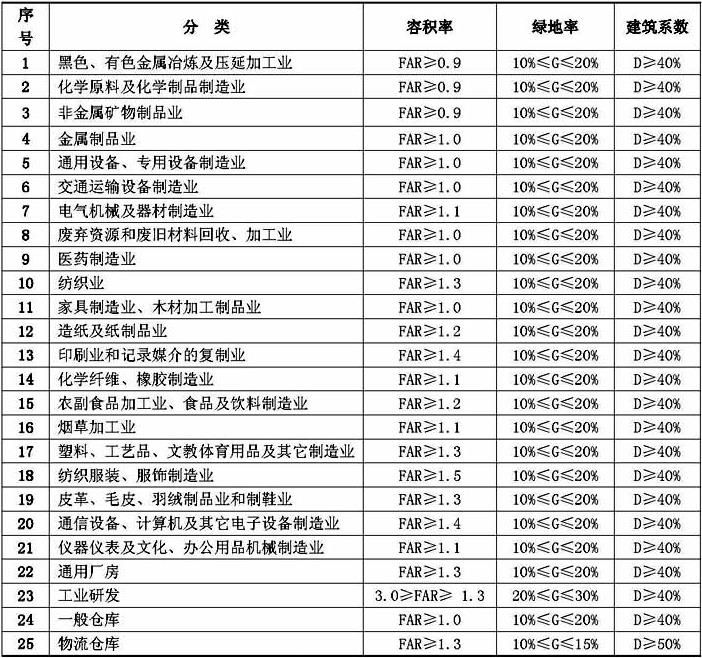 序号 分 类 容积率 绿地率 建筑系数
1 黑色、有色金属冶炼及压延加工业 FAR≥0.9 10%≤G≤20% D≥40%
2 化学原料及化学制品制造业 FAR≥0.9 10%≤G≤20% D≥40%
3 非金属矿物制品业 FAR≥0.9 10%≤G≤20% D≥40%
4 金属制品业 FAR≥1.0 10%≤G≤20% D≥40%
5 通用设备、专用设备制造业 FAR≥1.0 10%≤G≤20% D≥40%
6 交通运输设备制造业 FAR≥1.0 10%≤G≤20% D≥40%
7 电气机械及器材制造业 FAR≥1.1 10%≤G≤20% D≥40%
8 废弃资源和废旧材料回收、加工业 FAR≥1.0 10%≤G≤20% D≥40%
9 医药制造业 FAR≥1.0 10%≤G≤20% D≥40%
10 纺织业 FAR≥1.3 10%≤G≤20% D≥40%
11 家具制造业、木材加工制品业 FAR≥1.0 10%≤G≤20% D≥40%
12 造纸及纸制品业 FAR≥1.2 10%≤G≤20% D≥40%
13 印刷业和记录媒介的复制业 FAR≥1.4 10%≤G≤20% D≥40%
14 化学纤维、橡胶制造业 FAR≥1.1 10%≤G≤20% D≥40%
15 农副食品加工业、食品及饮料制造业 FAR≥1.2 10%≤G≤20% D≥40%
16 烟草加工业 FAR≥1.1 10%≤G≤20% D≥40%
17 塑料、工艺品、文教体育用品及其它制造业 FAR≥1.3 10%≤G≤20% D≥40%
18 纺织服装、服饰制造业 FAR≥1.5 10%≤G≤20% D≥40%
19 皮革、毛皮、羽绒制品业和制鞋业 FAR≥1.3 10%≤G≤20% D≥40%
20 通信设备、计算机及其它电子设备制造业 FAR≥1.4 10%≤G≤20% D≥40%
21 仪器仪表及文化、办公用品机械制造业 FAR≥1.1 10%≤G≤20% D≥40%
22 通用厂房 FAR≥1.3 10%≤G≤20% D≥40%
23 工业研发 3.0≥FAR≥ 1.3 20%≤G≤30% D≥40%
24 一般仓库 FAR≥1.0 10%≤G≤20% D≥40%
25 物流仓库 FAR≥1.3 10%≤G≤15% D≥50%